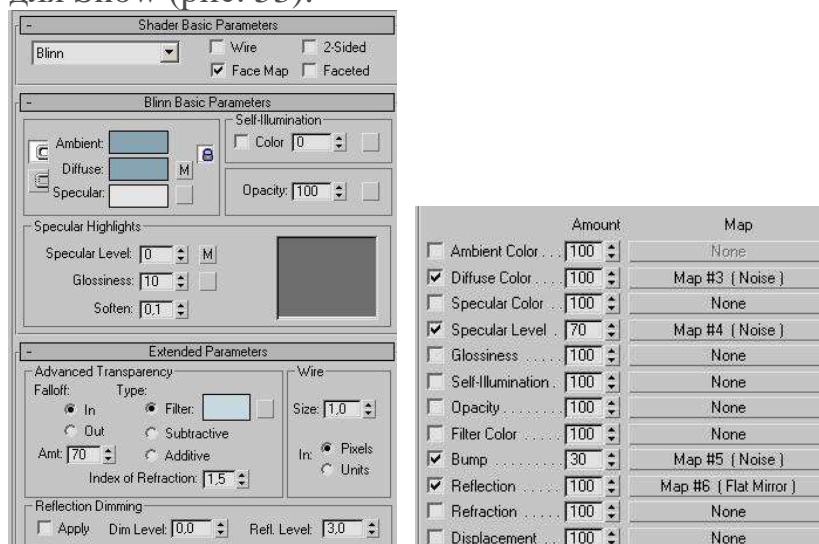 для Snow (рис. 55).
- Shader Basic Parameters
Blinn
Wire 2-Sided
Face Map Faceted
- Blinn Basic Parameters
Ambient:
Diffuse: M
Specular:
Self-Illumination
Color 0
Opacity: 100
Specular Highlights
Specular Level: 0 M
Glossiness: 10
Soften: 0,1
- Extended Parameters
Advanced Transparency
Falloff: Type:
In Filter:
Out Subtractive
Amt: 70 Additive
Index of Refraction: 1,5
Wire
Size: 1,0
In: Pixels
Units
Reflection Dimming
Apply Dim Level: 0,0 Refl. Level: 3,0
Amount Map
Ambient Color . . . 100 None
Diffuse Color . . . . 100 Map #3 ( Noise )
Specular Color . . 100 None
Specular Level . 70 Map #4 ( Noise )
Glossiness . . . . . 100 None
Self-Illumination . 100 None
Opacity . . . . . . . . 100 None
Filter Color . . . . . 100 None
Bump . . . . . . . . . 30 Map #5 ( Noise )
Reflection . . . . . 100 Map #6 ( Flat Mirror )
Refraction . . . . . 100 None
Displacement . . . 100 None